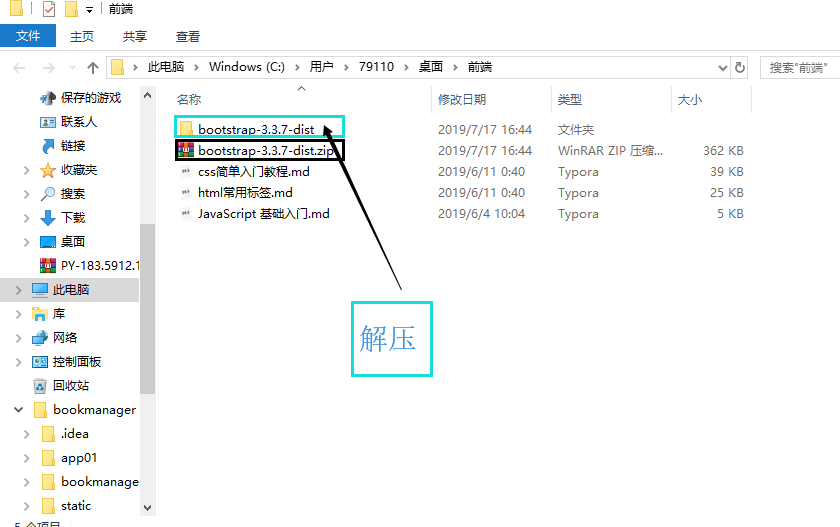 前端
文件 主页 共享 查看
此电脑 Windows (C:) 用户 79110 桌面 前端 搜索"前端"
名称 修改日期 类型 大小
保存的游戏
联系人
链接
收藏夹
搜索
下载
桌面
PY-183.5912.1
此电脑
库
网络
控制面板
回收站
bookmanager
.idea
app01
bookmanage
static
bootstrap-3.3.7-dist 2019/7/17 16:44 文件夹
bootstrap-3.3.7-dist.zip 2019/7/17 16:44 WinRAR ZIP 压缩... 362 KB
css简单入门教程.md 2019/6/11 0:40 Typora 39 KB
html常用标签.md 2019/6/11 0:40 Typora 25 KB
JavaScript 基础入门.md 2019/6/4 10:04 Typora 5 KB
解压
5 个项目